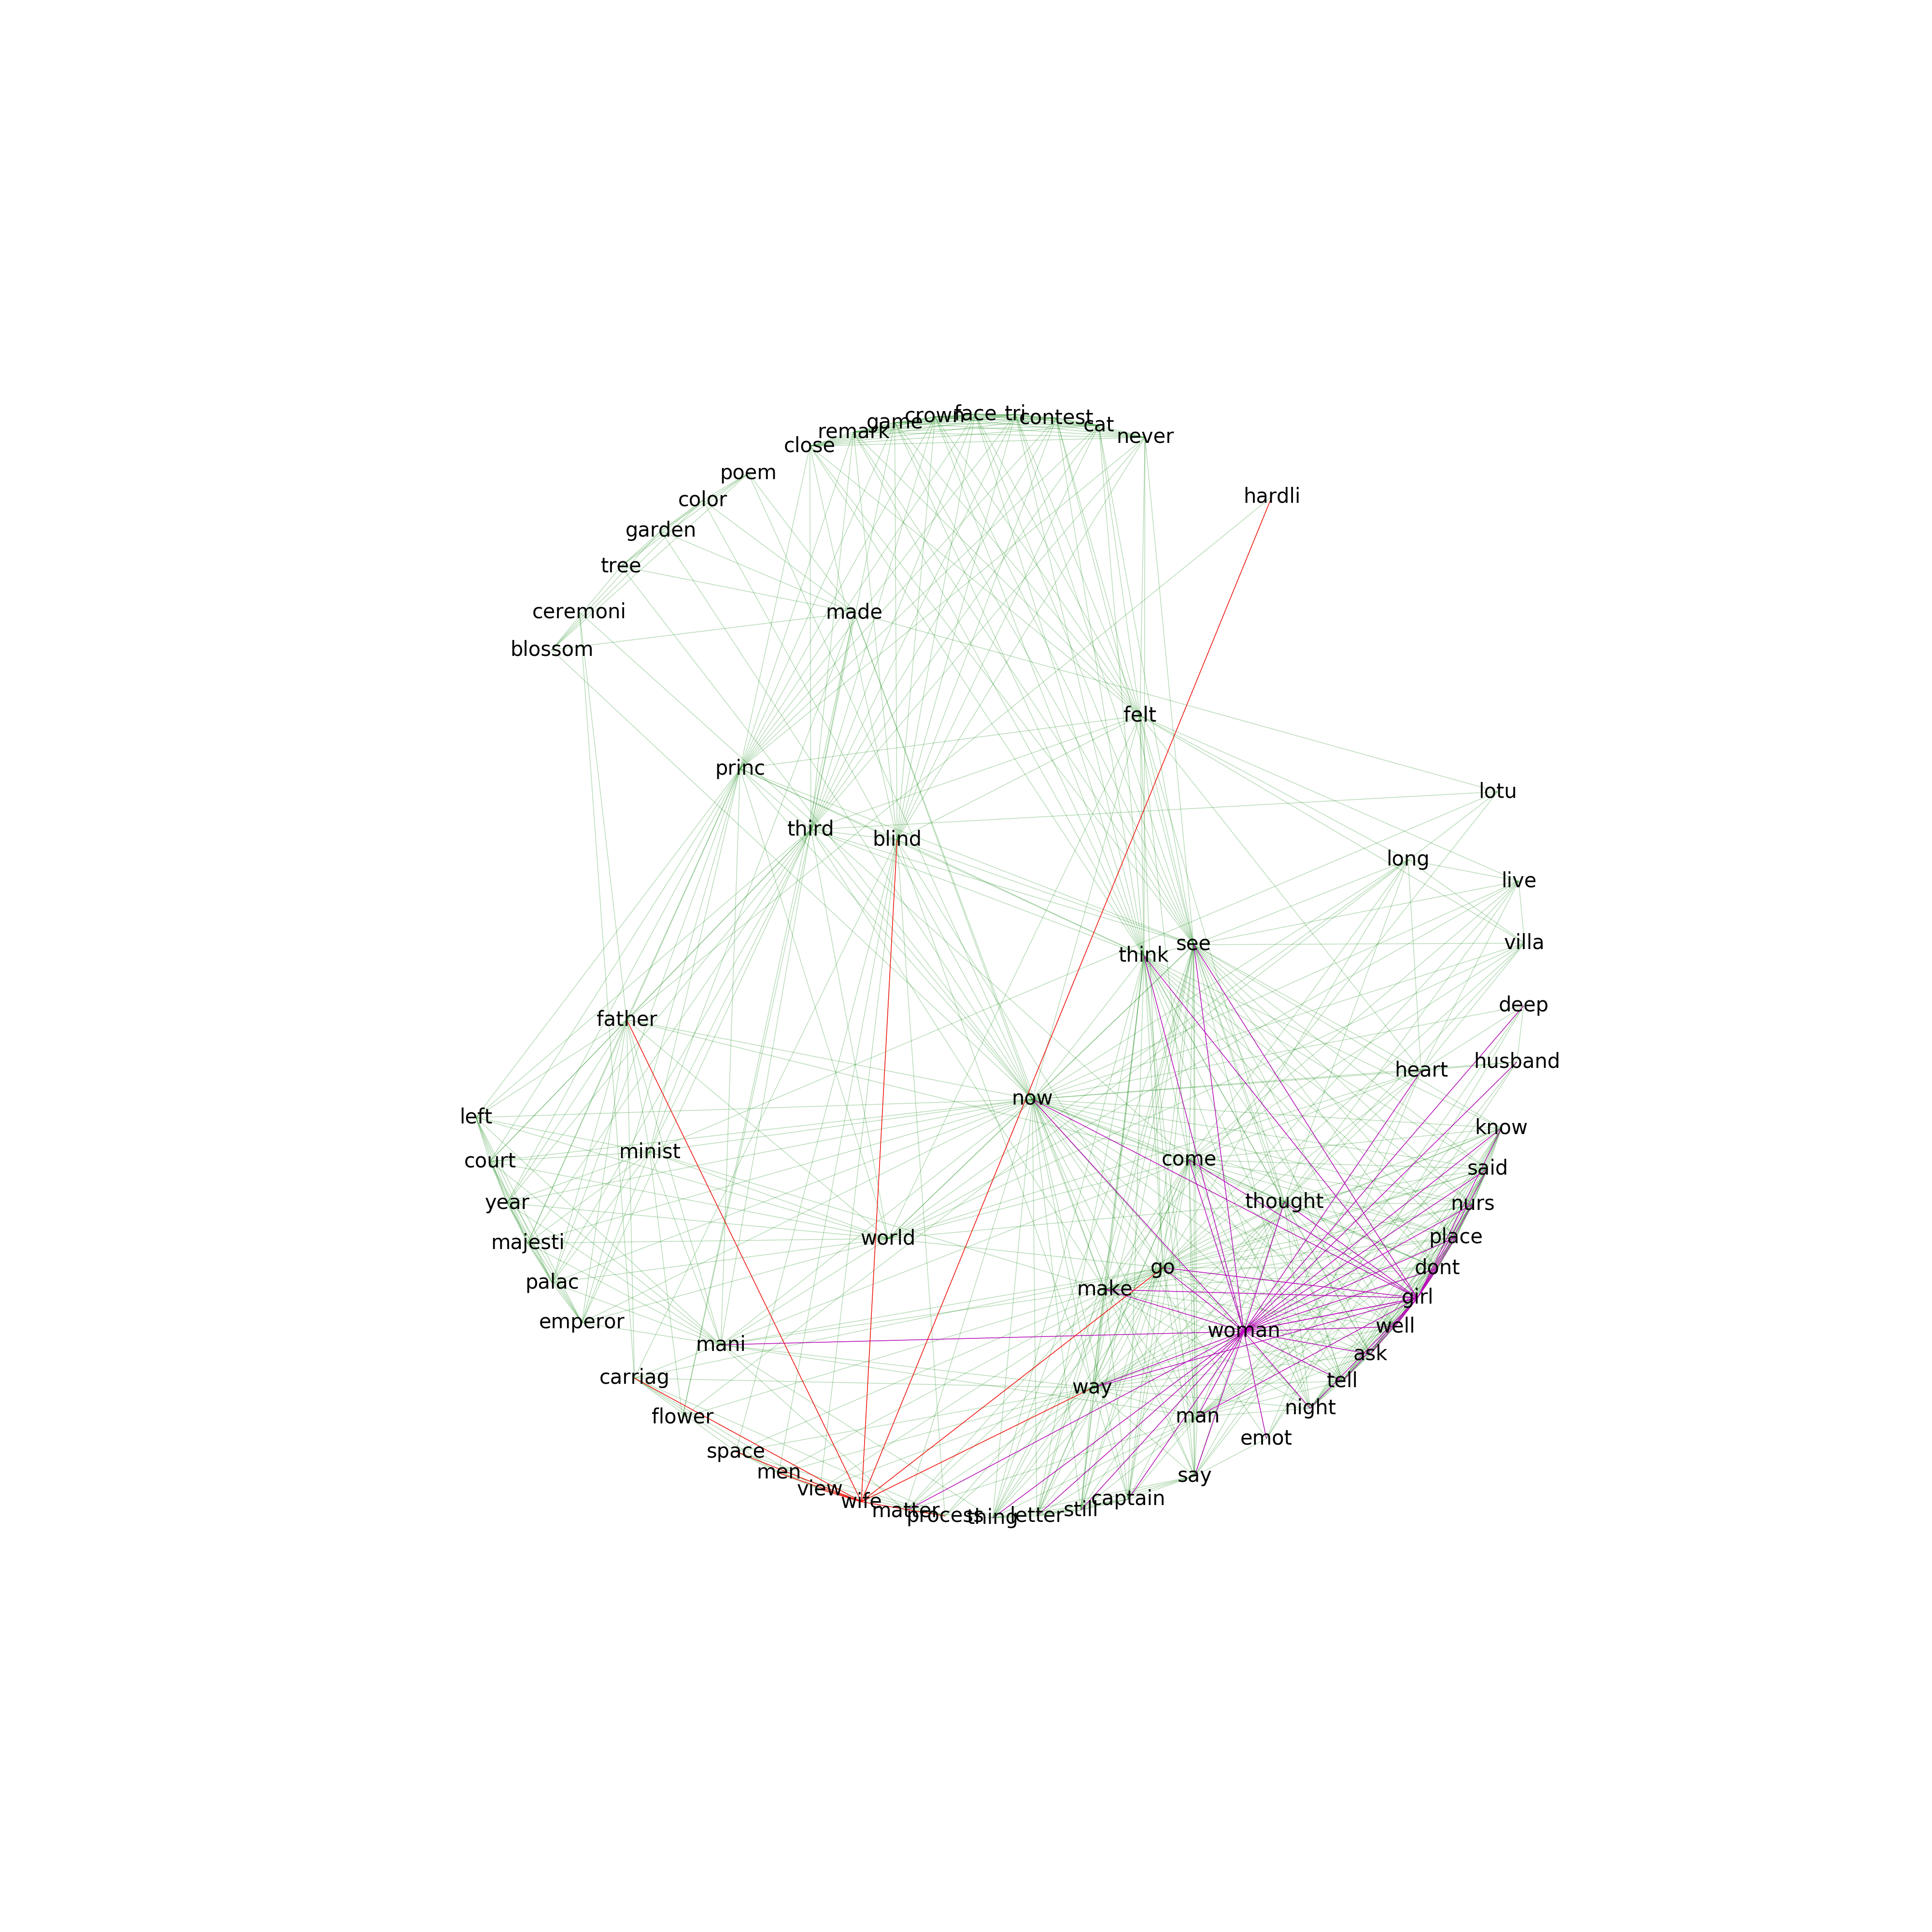 face
tri
crown
contest
game
cat
remark
never
close
poem
hardli
color
garden
tree
ceremoni
made
blossom
felt
princ
lotu
third
blind
long
live
villa
see
think
deep
father
husband
heart
now
left
know
minist
come
court
said
thought
year
nurs
place
world
majesti
go
dont
palac
make
girl
emperor
well
woman
mani
ask
carriag
tell
way
night
man
flower
emot
space
men
say
view
captain
wife
still
matter
process
letter
thing